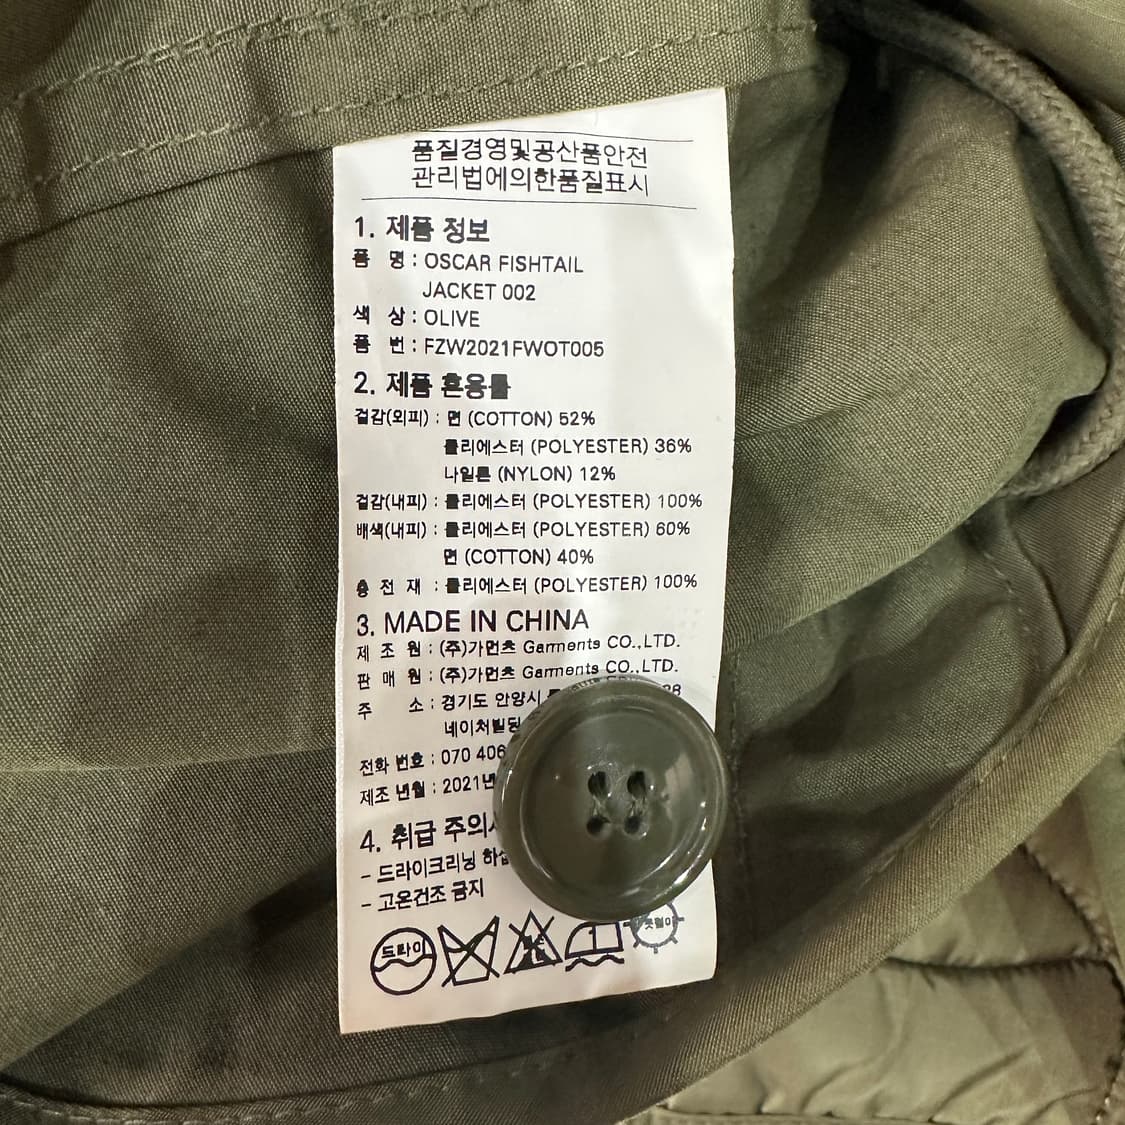 품질경영및공산품안전
관리법에의한품질표시
1. 제품 정보
품 명 : OSCAR FISHTAIL
JACKET 002
색 상 : OLIVE
품 번 : FZW2021FWOT005
2. 제품 혼용률
겉감(외피) : 면 (COTTON) 52%
폴리에스터 (POLYESTER) 36%
나일론 (NYLON) 12%
겉감(내피) : 폴리에스터 (POLYESTER) 100%
배색(내피) : 폴리에스터 (POLYESTER) 60%
면 (COTTON) 40%
충 전 재 : 폴리에스터 (POLYESTER) 100%
3. MADE IN CHINA
제 조 원 : (주)가먼츠 Garments CO.,LTD.
판 매 원 : (주)가먼츠 Garments CO.,LTD.
주 소 : 경기도 안양시
네이처빌딩
전화 번호 : 070 406
제조 년월 : 2021년
4. 취급 주의
- 드라이크리닝 하십
- 고온건조 금지
드라이